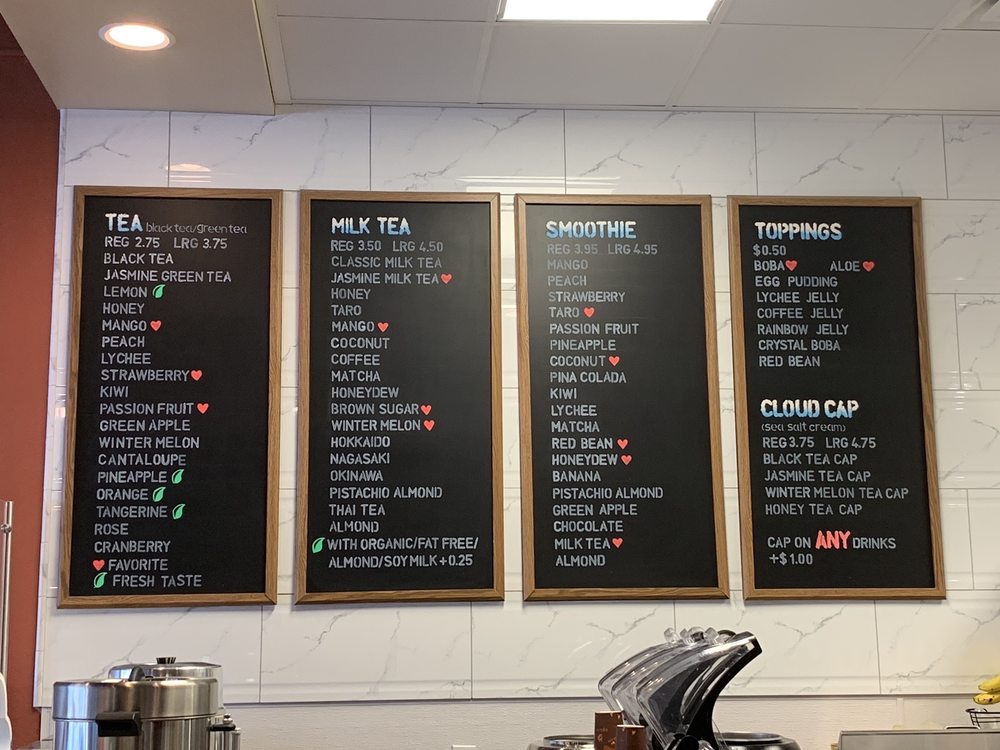 TEA black tea/green tea
REG 2.75 LRG 3.75
BLACK TEA
JASMINE GREEN TEA
LEMON
HONEY
MANGO
PEACH
LYCHEE
STRAWBERRY
KIWI
PASSION FRUIT
GREEN APPLE
WINTER MELON
CANTALOUPE
PINEAPPLE
ORANGE
TANGERINE
ROSE
CRANBERRY
FAVORITE
FRESH TASTE
MILK TEA
REG 3.50 LRG 4.50
CLASSIC MILK TEA
JASMINE MILK TEA
HONEY
TARO
MANGO
COCONUT
COFFEE
MATCHA
HONEYDEW
BROWN SUGAR
WINTER MELON
HOKKAIDO
NAGASAKI
OKINAWA
PISTACHIO ALMOND
THAI TEA
ALMOND
WITH ORGANIC/FAT FREE/
ALMOND/SOY MILK +0.25
SMOOTHIE
REG 3.95 LRG 4.95
MANGO
PEACH
STRAWBERRY
TARO
PASSION FRUIT
PINEAPPLE
COCONUT
PINA COLADA
KIWI
LYCHEE
MATCHA
RED BEAN
HONEYDEW
BANANA
PISTACHIO ALMOND
GREEN APPLE
CHOCOLATE
MILK TEA
ALMOND
TOPPINGS
$0.50
BOBA ALOE
EGG PUDDING
LYCHEE JELLY
COFFEE JELLY
RAINBOW JELLY
CRYSTAL BOBA
RED BEAN
CLOUD CAP
(sea salt cream)
REG 3.75 LRG 4.75
BLACK TEA CAP
JASMINE TEA CAP
WINTER MELON TEA CAP
HONEY TEA CAP
CAP ON ANY DRINKS
+$1.00